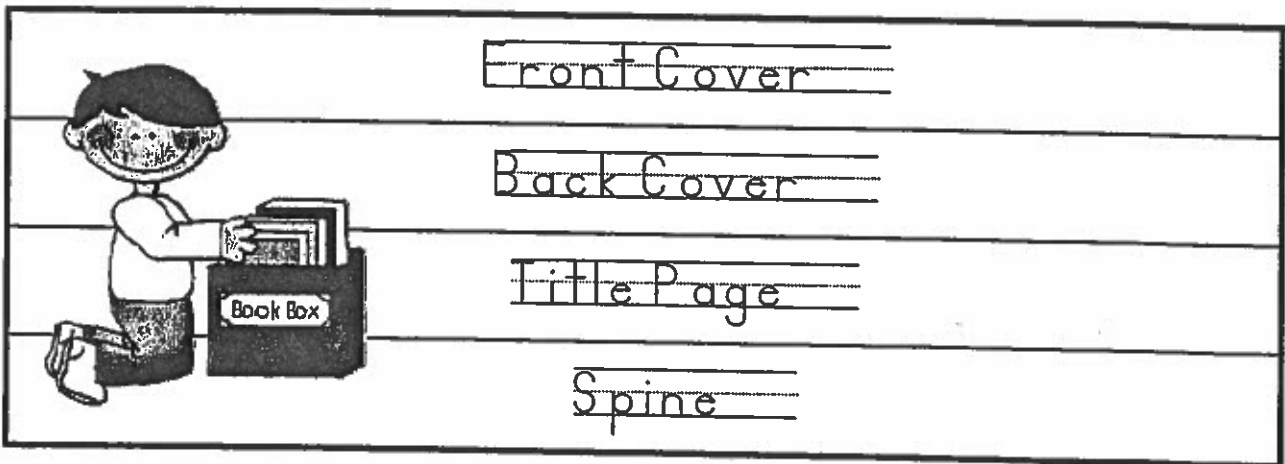 Front Cover
Back Cover
Title Page
Book Box
Spine